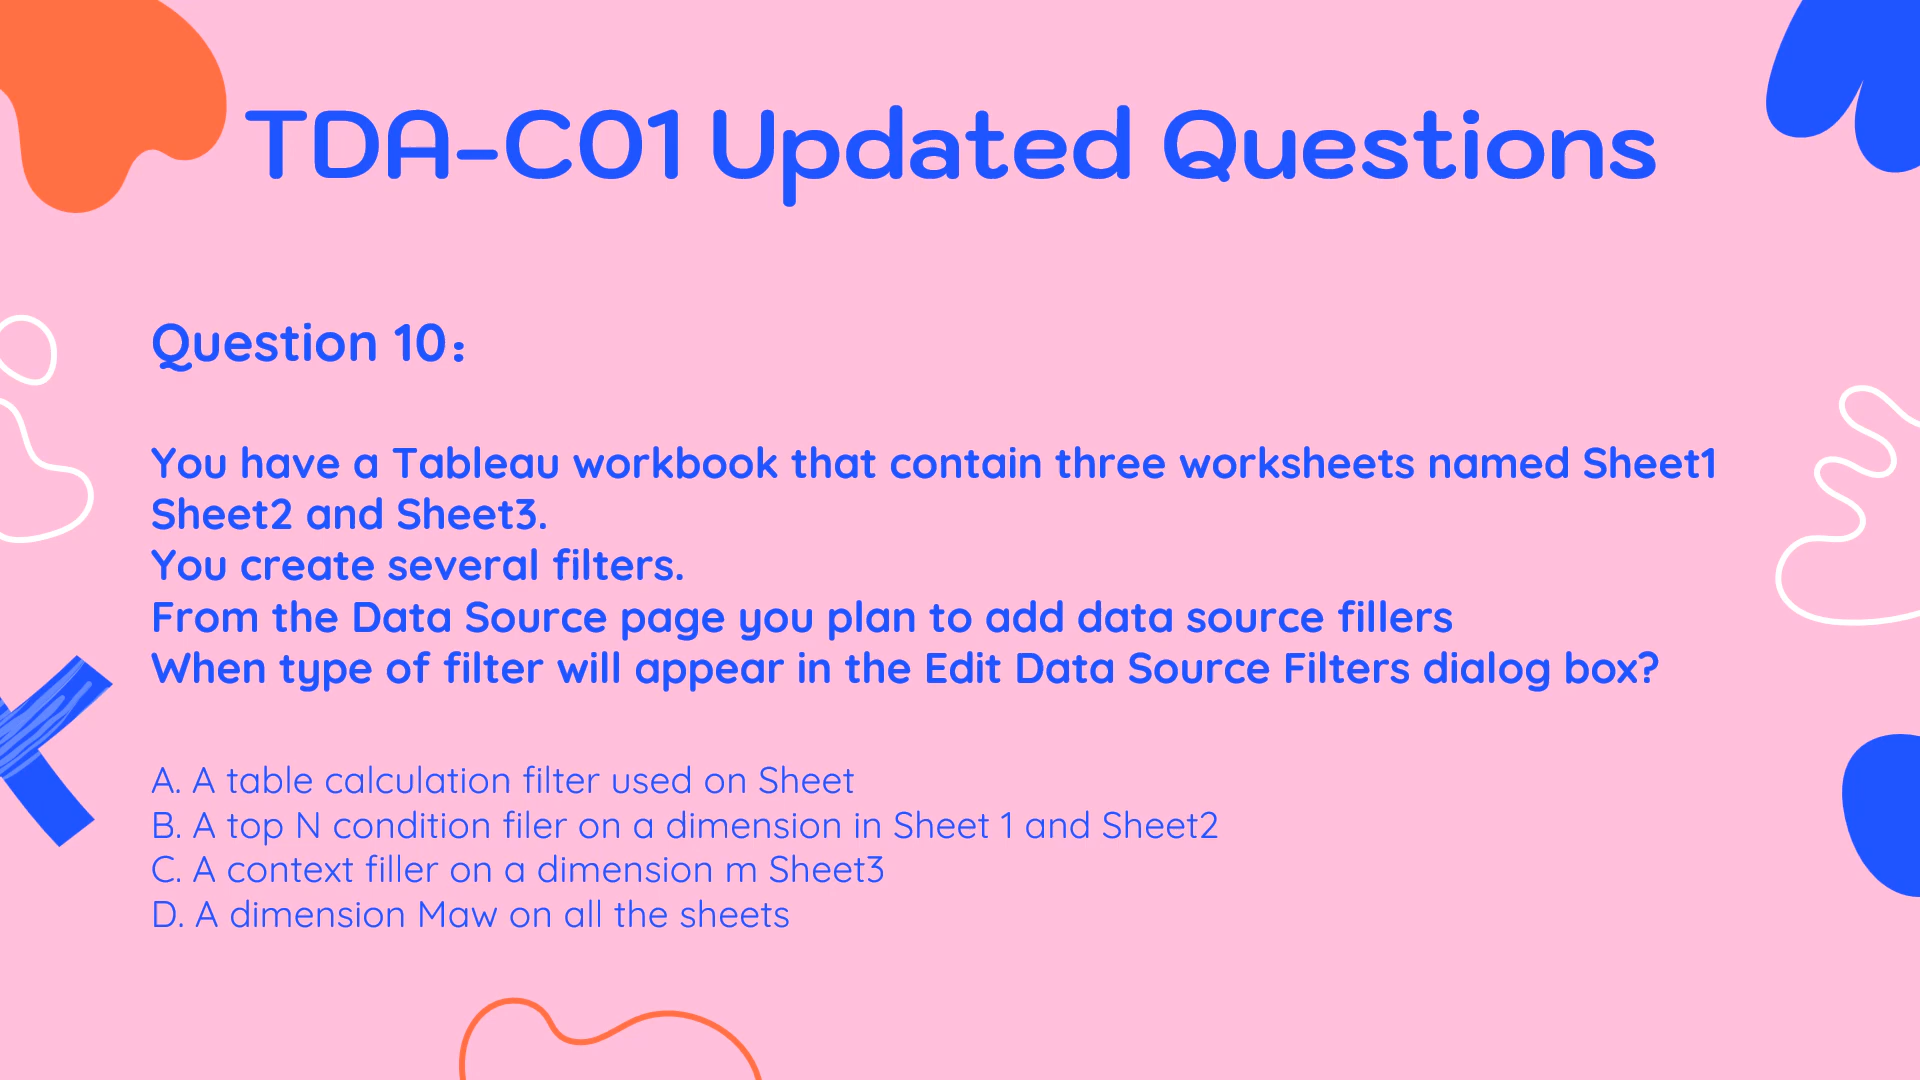 TDA-C01 Updated Questions
Question 10:
You have a Tableau workbook that contain three worksheets named Sheet1
Sheet2 and Sheet3.
You create several filters.
From the Data Source page you plan to add data source fillers
When type of filter will appear in the Edit Data Source Filters dialog box?
A. A table calculation filter used on Sheet
B. A top N condition filer on a dimension in Sheet 1 and Sheet2
C. A context filler on a dimension m Sheet3
D. A dimension Maw on all the sheets